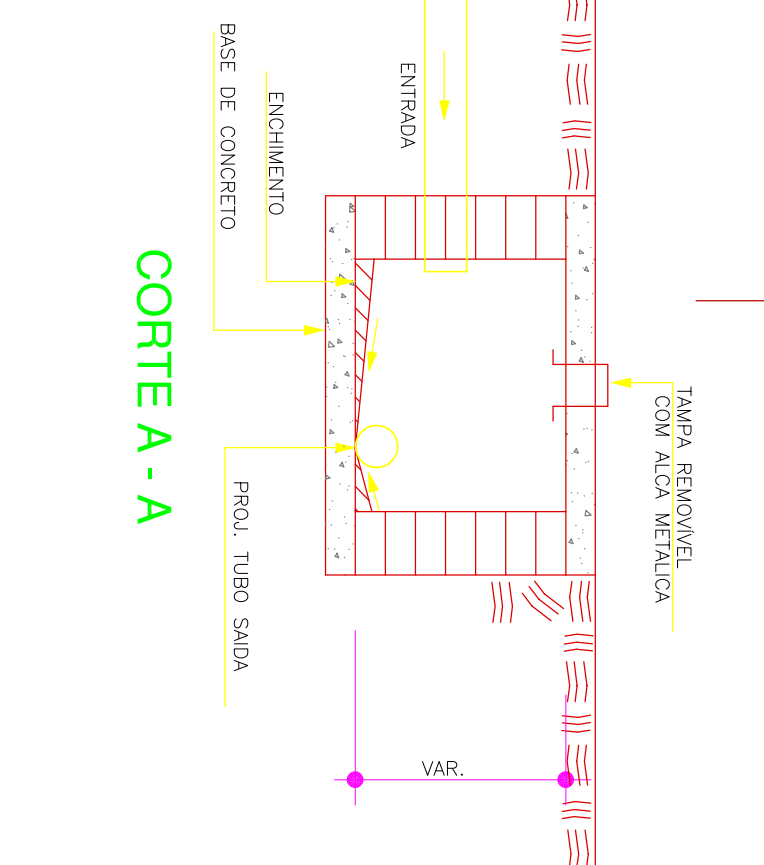 TAMPA REMOVÍVEL
COM ALCA METALICA
ENTRADA
ENCHIMENTO
BASE DE CONCRETO
PROJ. TUBO SAIDA
VAR.
CORTE A - A